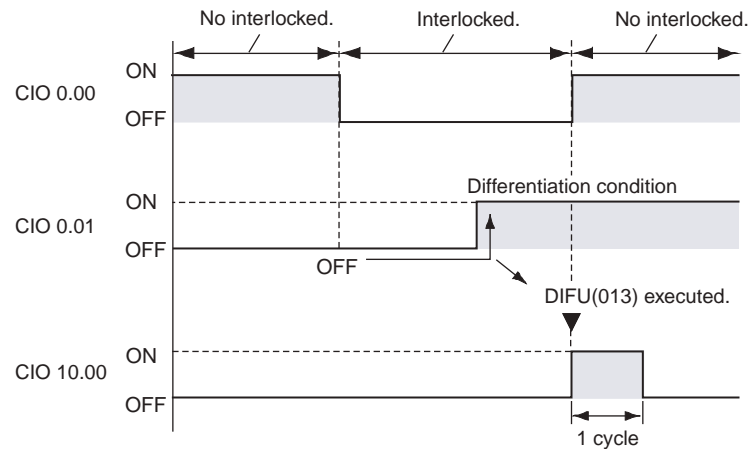 No interlocked.
Interlocked.
No interlocked.
ON
CIO 0.00
OFF
Differentiation condition
ON
CIO 0.01
OFF
OFF
DIFU(013) executed.
ON
CIO 10.00
OFF
1 cycle